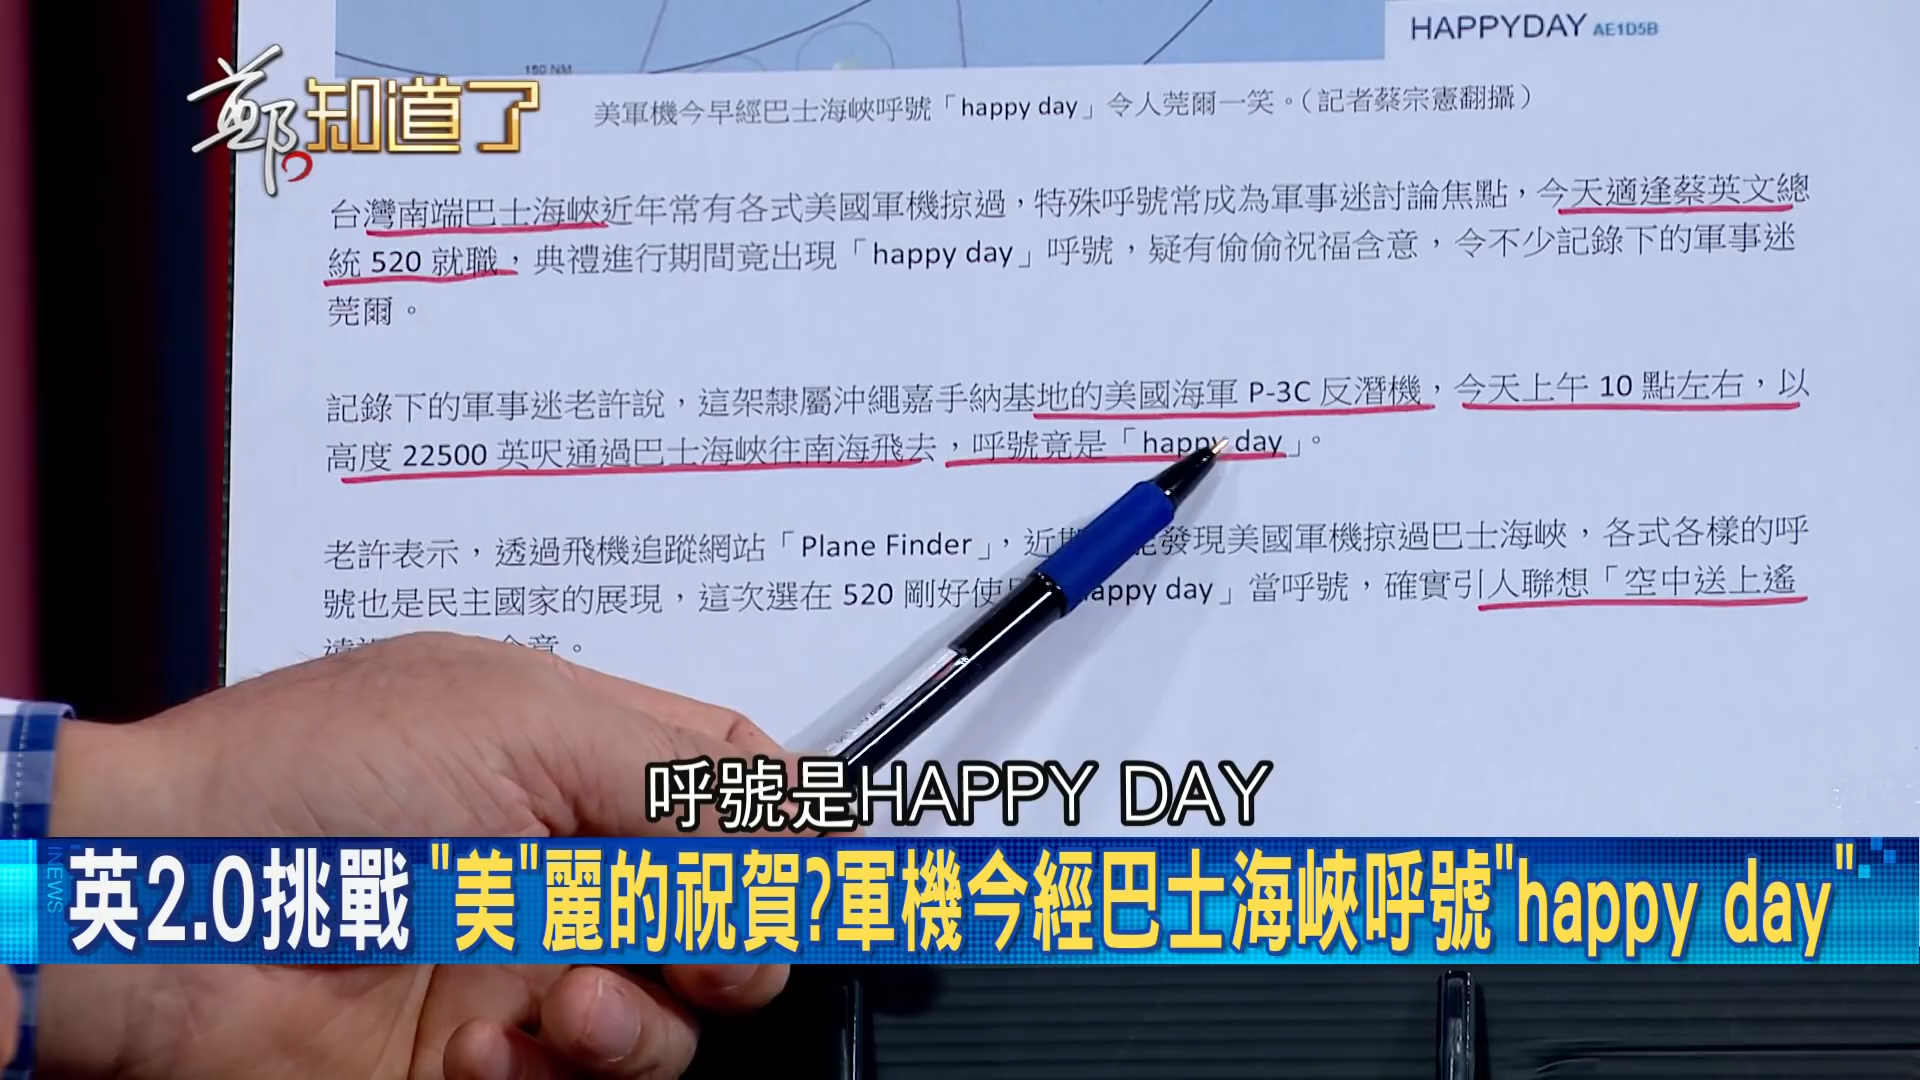 HAPPYDAY AE1D5B
150 NM
鄭知道了
美軍機今早經巴士海峽呼號「happy day」令人莞爾一笑。（記者蔡宗憲翻攝）
台灣南端巴士海峽近年常有各式美國軍機掠過，特殊呼號常成為軍事迷討論焦點，今天適逢蔡英文總
統 520 就職，典禮進行期間竟出現「happy day」呼號，疑有偷偷祝福含意，令不少記錄下的軍事迷
莞爾。
記錄下的軍事迷老許說，這架隸屬沖繩嘉手納基地的美國海軍 P-3C 反潛機，今天上午 10 點左右，以
高度 22500 英呎通過巴士海峽往南海飛去，呼號竟是「happy day」。
老許表示，透過飛機追蹤網站「Plane Finder」，近 發現美國軍機掠過巴士海峽，各式各樣的呼
號也是民主國家的展現，這次選在 520 剛好使 happy day」當呼號，確實引人聯想「空中送上遙
呼號是HAPPY DAY
INEWS
英2.0挑戰 "美"麗的祝賀?軍機今經巴士海峽呼號"happy day"